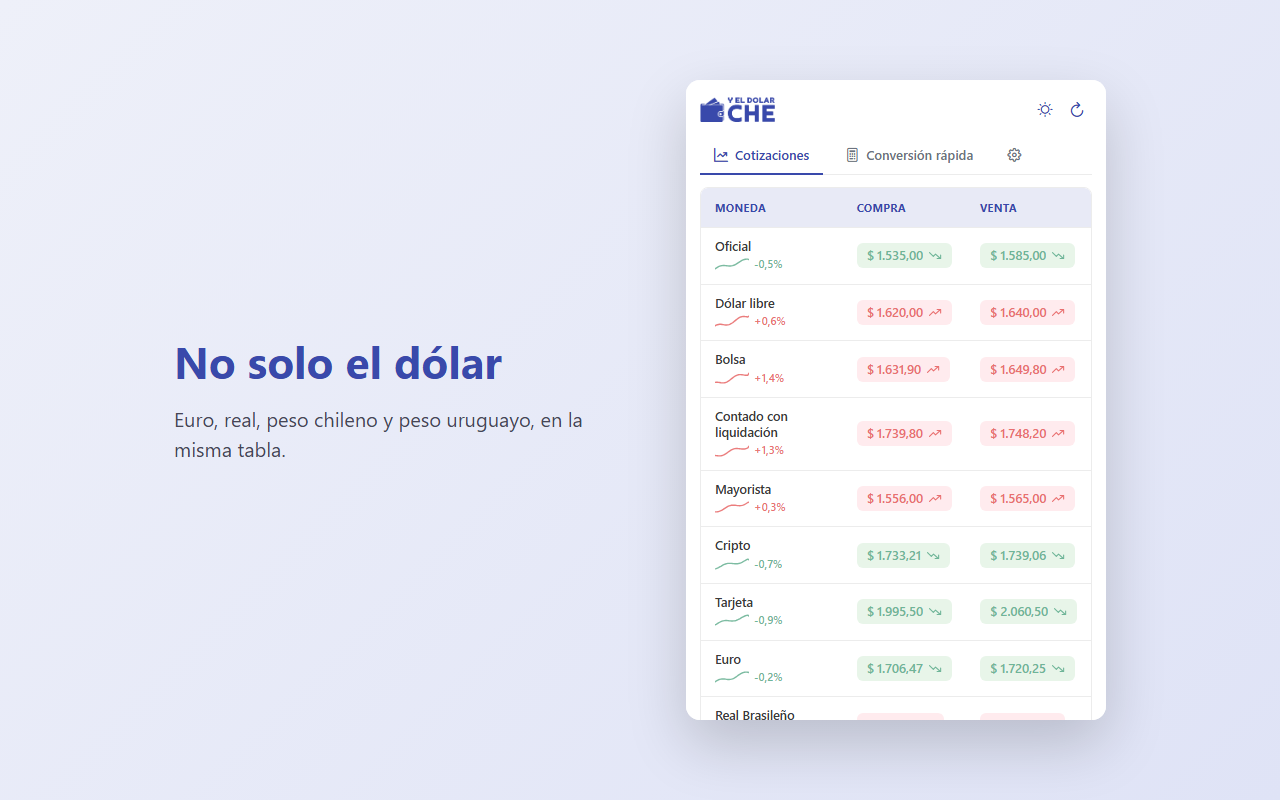 No solo el dólar
Euro, real, peso chileno y peso uruguayo, en la
misma tabla.
Y EL DOLAR
CHE
Cotizaciones Conversión rápida
MONEDA COMPRA VENTA
Oficial
-0,5% $ 1.535,00 $ 1.585,00
Dólar libre
+0,6% $ 1.620,00 $ 1.640,00
Bolsa
+1,4% $ 1.631,90 $ 1.649,80
Contado con
liquidación
+1,3% $ 1.739,80 $ 1.748,20
Mayorista
+0,3% $ 1.556,00 $ 1.565,00
Cripto
-0,7% $ 1.733,21 $ 1.739,06
Tarjeta
-0,9% $ 1.995,50 $ 2.060,50
Euro
-0,2% $ 1.706,47 $ 1.720,25
Real Brasileño